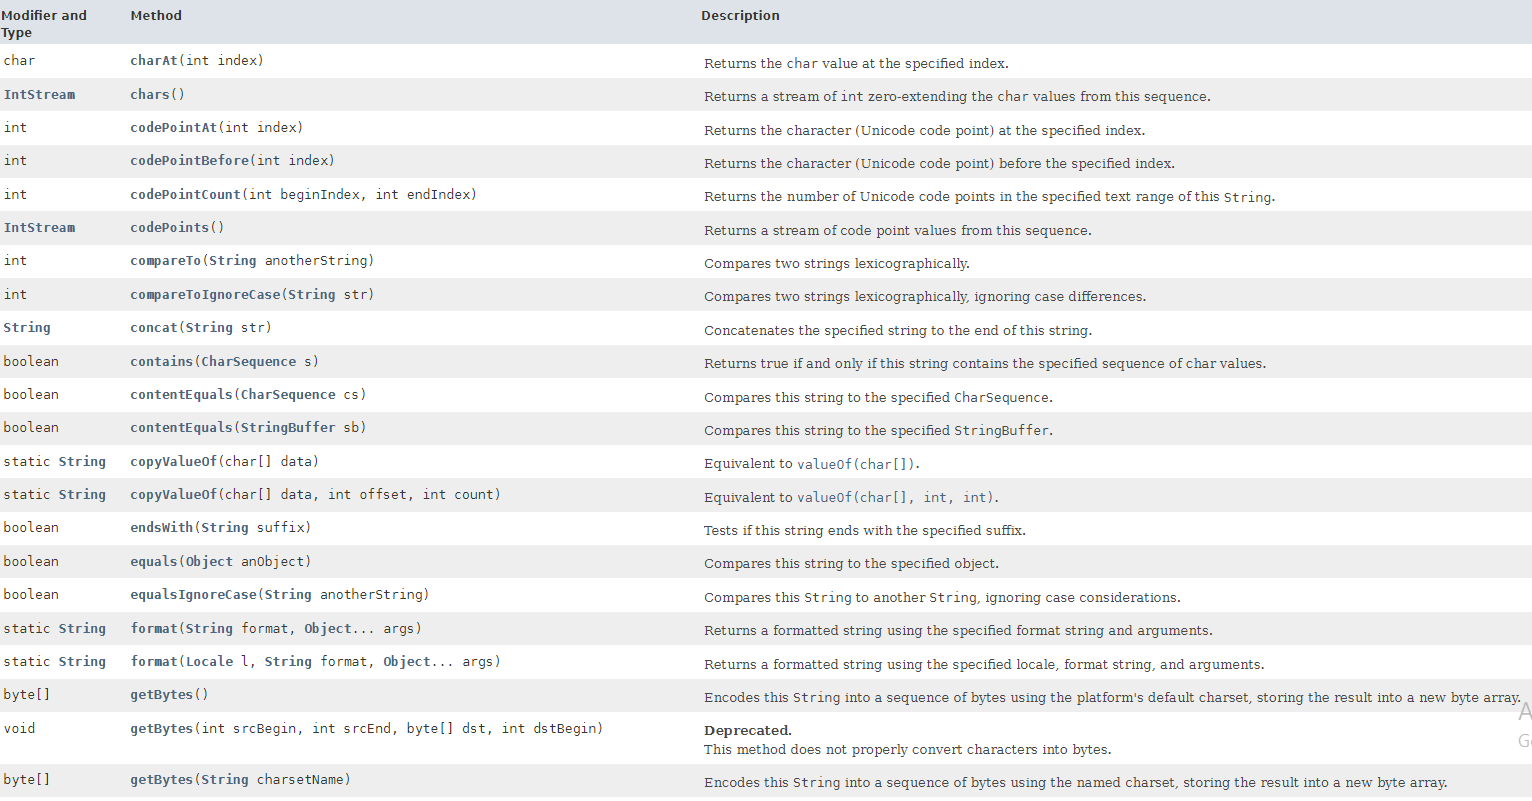 Modifier and Type Method Description
char charAt(int index) Returns the char value at the specified index.
IntStream chars() Returns a stream of int zero-extending the char values from this sequence.
int codePointAt(int index) Returns the character (Unicode code point) at the specified index.
int codePointBefore(int index) Returns the character (Unicode code point) before the specified index.
int codePointCount(int beginIndex, int endIndex) Returns the number of Unicode code points in the specified text range of this String.
IntStream codePoints() Returns a stream of code point values from this sequence.
int compareTo(String anotherString) Compares two strings lexicographically.
int compareToIgnoreCase(String str) Compares two strings lexicographically, ignoring case differences.
String concat(String str) Concatenates the specified string to the end of this string.
boolean contains(CharSequence s) Returns true if and only if this string contains the specified sequence of char values.
boolean contentEquals(CharSequence cs) Compares this string to the specified CharSequence.
boolean contentEquals(StringBuffer sb) Compares this string to the specified StringBuffer.
static String copyValueOf(char[] data) Equivalent to valueOf(char[]).
static String copyValueOf(char[] data, int offset, int count) Equivalent to valueOf(char[], int, int).
boolean endsWith(String suffix) Tests if this string ends with the specified suffix.
boolean equals(Object anObject) Compares this string to the specified object.
boolean equalsIgnoreCase(String anotherString) Compares this String to another String, ignoring case considerations.
static String format(String format, Object... args) Returns a formatted string using the specified format string and arguments.
static String format(Locale l, String format, Object... args) Returns a formatted string using the specified locale, format string, and arguments.
byte[] getBytes() Encodes this String into a sequence of bytes using the platform's default charset, storing the result into a new byte array.
void getBytes(int srcBegin, int srcEnd, byte[] dst, int dstBegin) Deprecated.
This method does not properly convert characters into bytes.
byte[] getBytes(String charsetName) Encodes this String into a sequence of bytes using the named charset, storing the result into a new byte array.